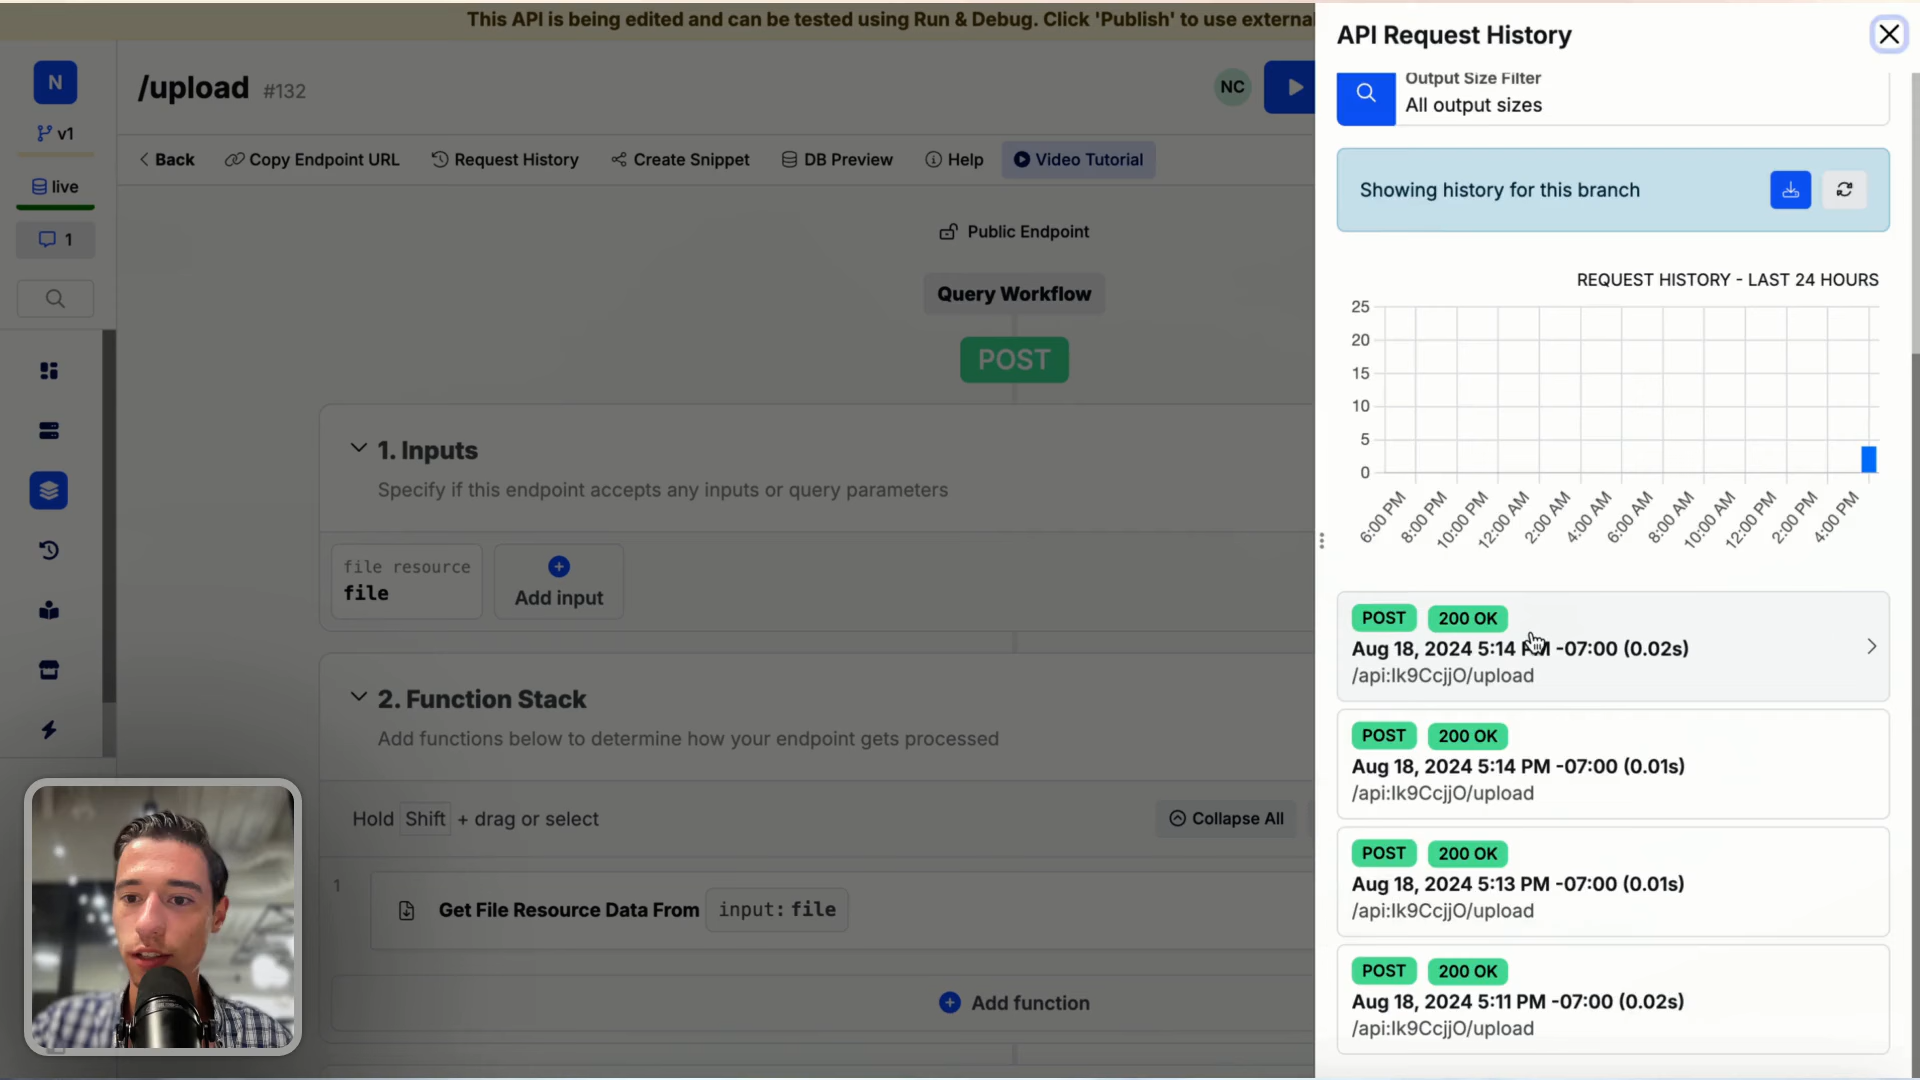 This API is being edited and can be tested using Run & Debug. Click 'Publish' to use externa
N
v1
live
1
/upload #132
NC
Back
Copy Endpoint URL
Request History
Create Snippet
DB Preview
Help
Video Tutorial
Public Endpoint
Query Workflow
POST
1. Inputs
Specify if this endpoint accepts any inputs or query parameters
file resource
file
Add input
2. Function Stack
Add functions below to determine how your endpoint gets processed
Hold Shift + drag or select
Collapse All
1
Get File Resource Data From input: file
Add function
API Request History
Output Size Filter
All output sizes
Showing history for this branch
REQUEST HISTORY - LAST 24 HOURS
25
20
15
10
5
0
6:00 PM
8:00 PM
10:00 PM
12:00 AM
2:00 AM
4:00 AM
6:00 AM
8:00 AM
10:00 AM
12:00 PM
2:00 PM
4:00 PM
POST 200 OK
Aug 18, 2024 5:14 PM -07:00 (0.02s)
/api:Ik9CcjjO/upload
POST 200 OK
Aug 18, 2024 5:14 PM -07:00 (0.01s)
/api:Ik9CcjjO/upload
POST 200 OK
Aug 18, 2024 5:13 PM -07:00 (0.01s)
/api:Ik9CcjjO/upload
POST 200 OK
Aug 18, 2024 5:11 PM -07:00 (0.02s)
/api:Ik9CcjjO/upload